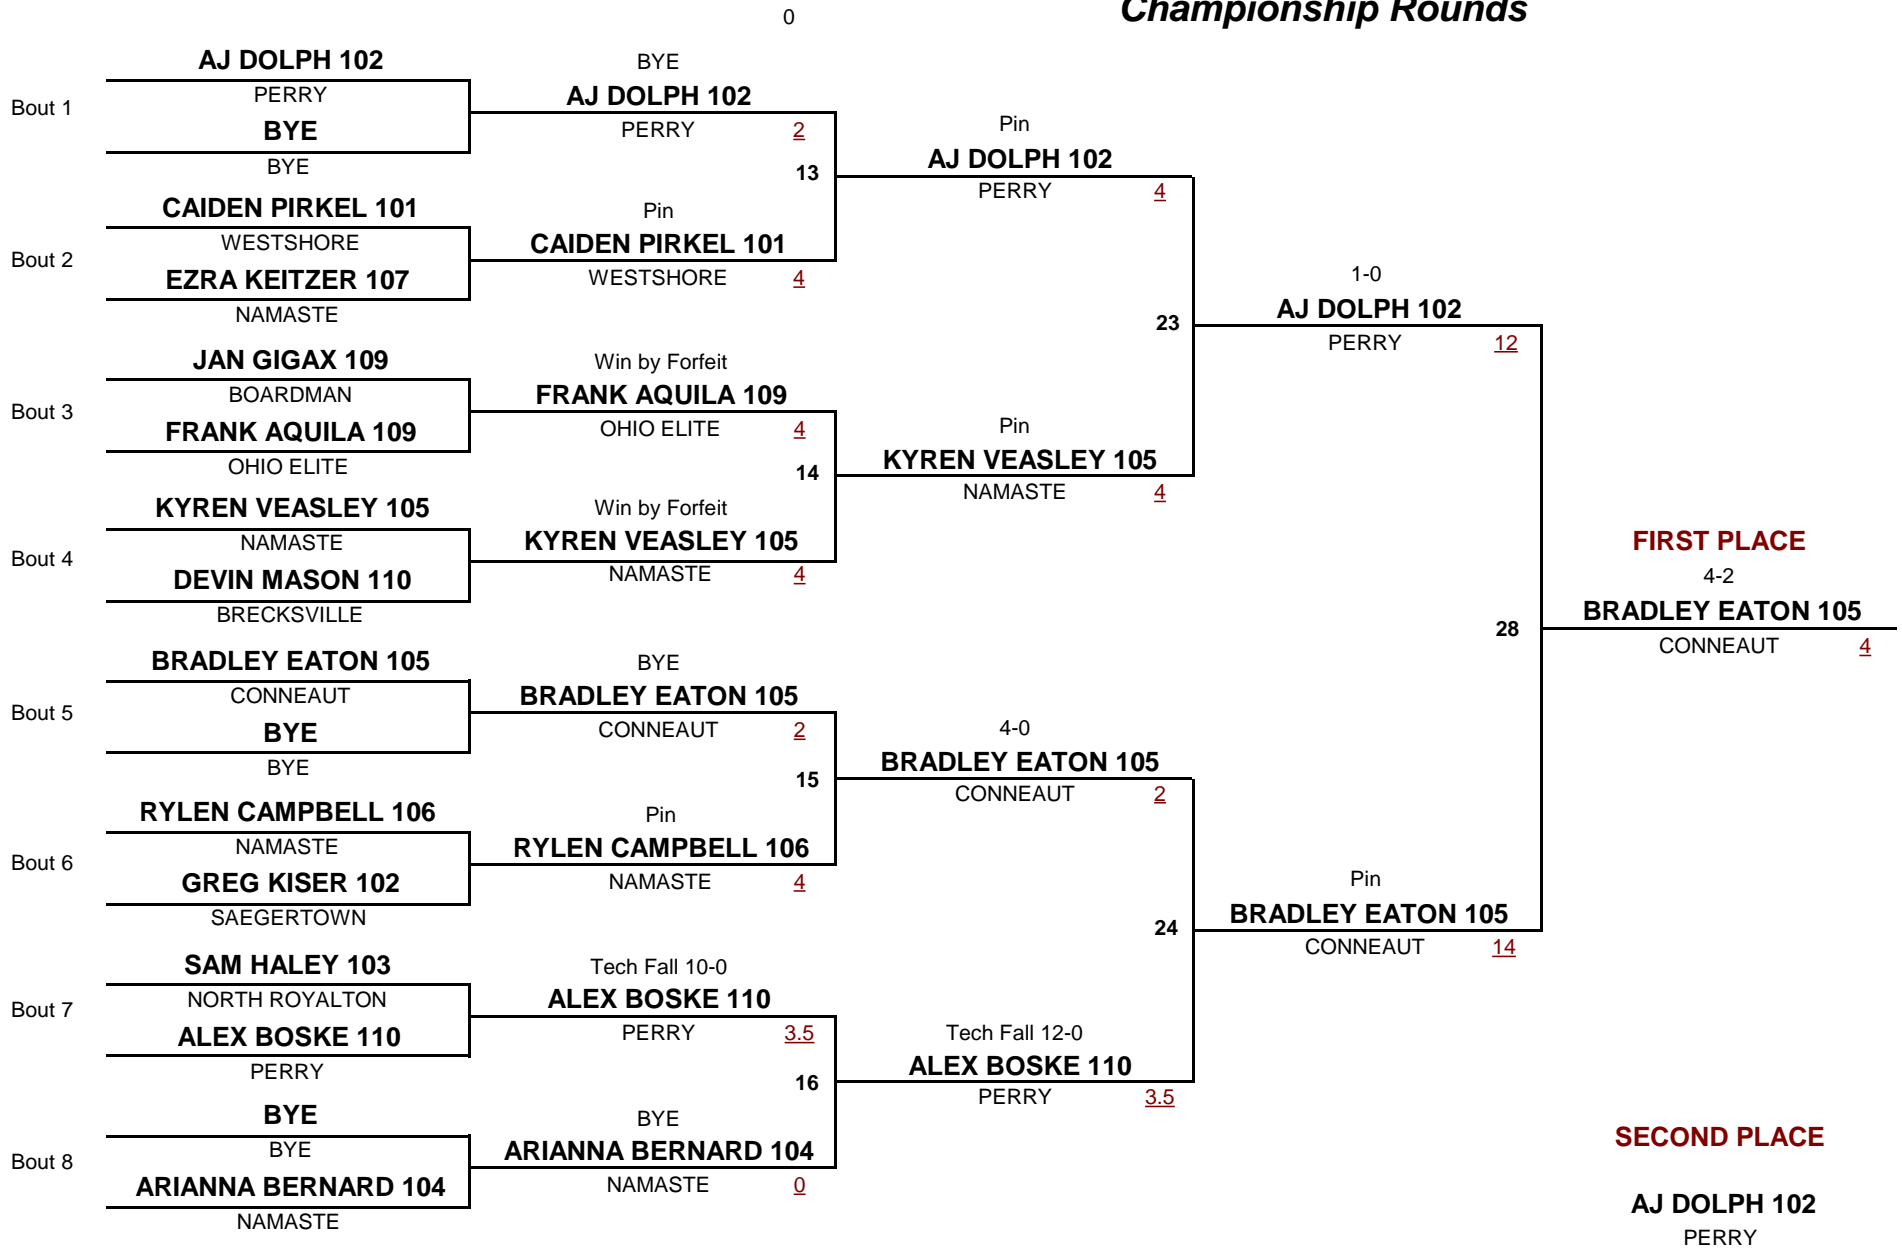 Championship Rounds
0
AJ DOLPH 102
PERRY
Bout 1
BYE
BYE
CAIDEN PIRKEL 101
WESTSHORE
Bout 2
EZRA KEITZER 107
NAMASTE
JAN GIGAX 109
BOARDMAN
Bout 3
FRANK AQUILA 109
OHIO ELITE
KYREN VEASLEY 105
NAMASTE
Bout 4
DEVIN MASON 110
BRECKSVILLE
BRADLEY EATON 105
CONNEAUT
Bout 5
BYE
BYE
RYLEN CAMPBELL 106
NAMASTE
Bout 6
GREG KISER 102
SAEGERTOWN
SAM HALEY 103
NORTH ROYALTON
Bout 7
ALEX BOSKE 110
PERRY
BYE
BYE
Bout 8
ARIANNA BERNARD 104
NAMASTE
BYE
AJ DOLPH 102
PERRY 2
13
Pin
CAIDEN PIRKEL 101
WESTSHORE 4
Win by Forfeit
FRANK AQUILA 109
OHIO ELITE 4
14
Win by Forfeit
KYREN VEASLEY 105
NAMASTE 4
BYE
BRADLEY EATON 105
CONNEAUT 2
15
Pin
RYLEN CAMPBELL 106
NAMASTE 4
Tech Fall 10-0
ALEX BOSKE 110
PERRY 3.5
16
BYE
ARIANNA BERNARD 104
NAMASTE 0
Pin
AJ DOLPH 102
PERRY 4
23
Pin
KYREN VEASLEY 105
NAMASTE 4
4-0
BRADLEY EATON 105
CONNEAUT 2
24
Tech Fall 12-0
ALEX BOSKE 110
PERRY 3.5
1-0
AJ DOLPH 102
PERRY 12
28
Pin
BRADLEY EATON 105
CONNEAUT 14
FIRST PLACE
4-2
BRADLEY EATON 105
CONNEAUT 4
SECOND PLACE
AJ DOLPH 102
PERRY